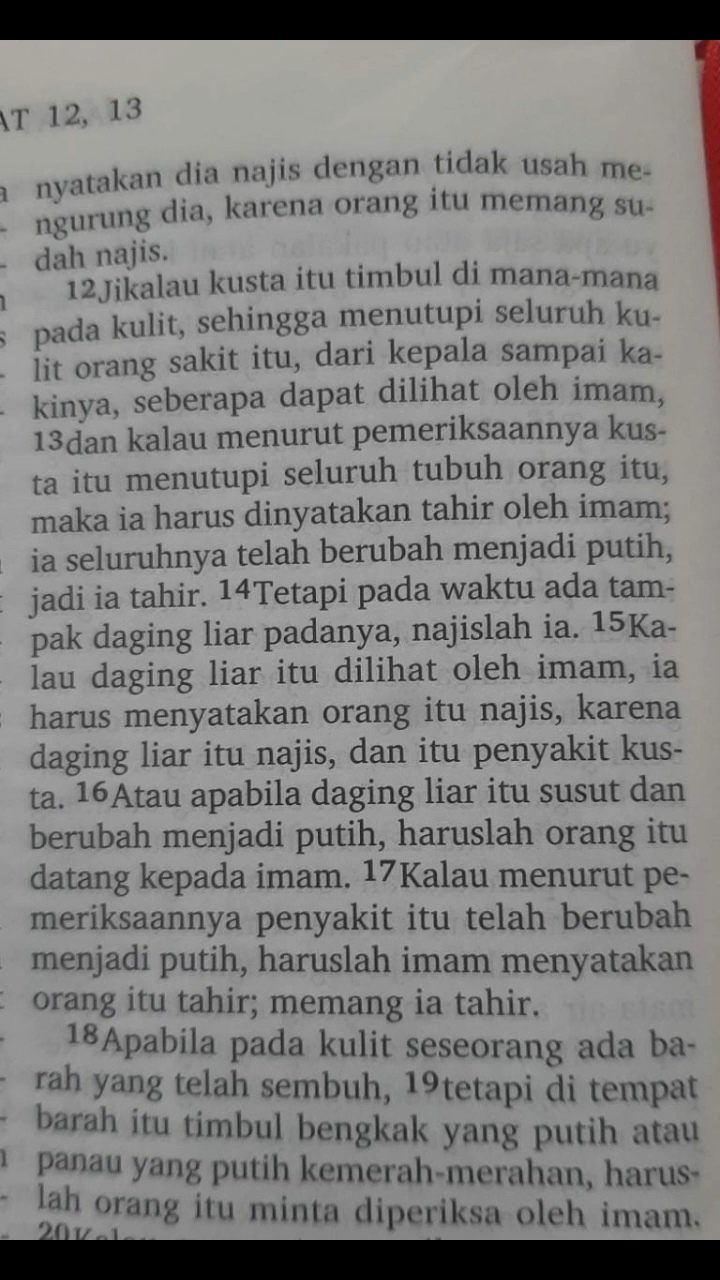 AT 12, 13
nyatakan dia najis dengan tidak usah me-
ngurung dia, karena orang itu memang su-
dah najis.
12Jikalau kusta itu timbul di mana-mana
pada kulit, sehingga menutupi seluruh ku-
lit orang sakit itu, dari kepala sampai ka-
kinya, seberapa dapat dilihat oleh imam,
13dan kalau menurut pemeriksaannya kus-
ta itu menutupi seluruh tubuh orang itu,
maka ia harus dinyatakan tahir oleh imam;
ia seluruhnya telah berubah menjadi putih,
jadi ia tahir. 14Tetapi pada waktu ada tam-
pak daging liar padanya, najislah ia. 15Ka-
lau daging liar itu dilihat oleh imam, ia
harus menyatakan orang itu najis, karena
daging liar itu najis, dan itu penyakit kus-
ta. 16Atau apabila daging liar itu susut dan
berubah menjadi putih, haruslah orang itu
datang kepada imam. 17Kalau menurut pe-
meriksaannya penyakit itu telah berubah
menjadi putih, haruslah imam menyatakan
orang itu tahir; memang ia tahir.
18Apabila pada kulit seseorang ada ba-
rah yang telah sembuh, 19tetapi di tempat
barah itu timbul bengkak yang putih atau
panau yang putih kemerah-merahan, harus-
lah orang itu minta diperiksa oleh imam.